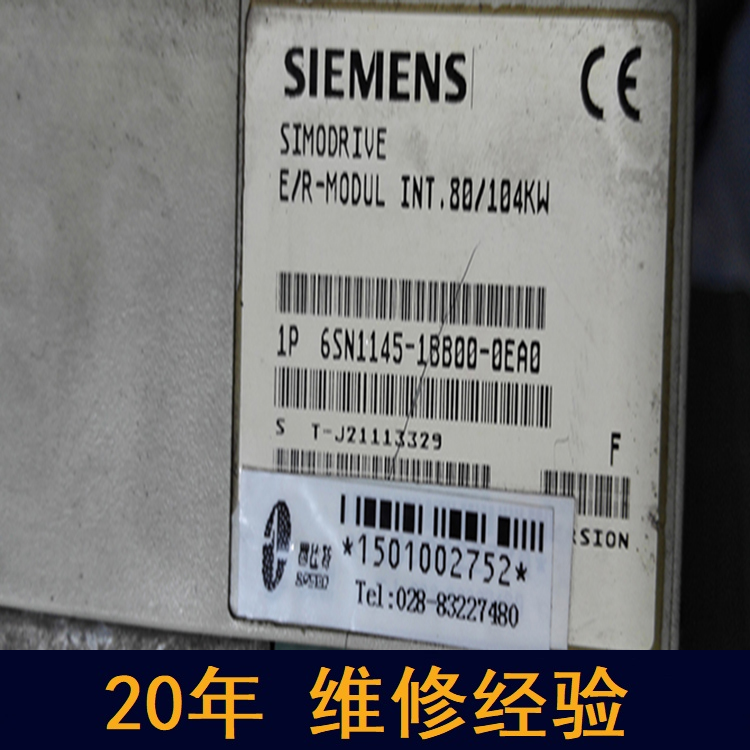 SIEMENS CE
SIMODRIVE
E/R-MODUL INT.80/104KW
1P 6SN1145-1BB00-0EA0
S T-J21113329
F
RSION
*1501002752*
SPEED
Tel:028-83227480
20年 维修经验